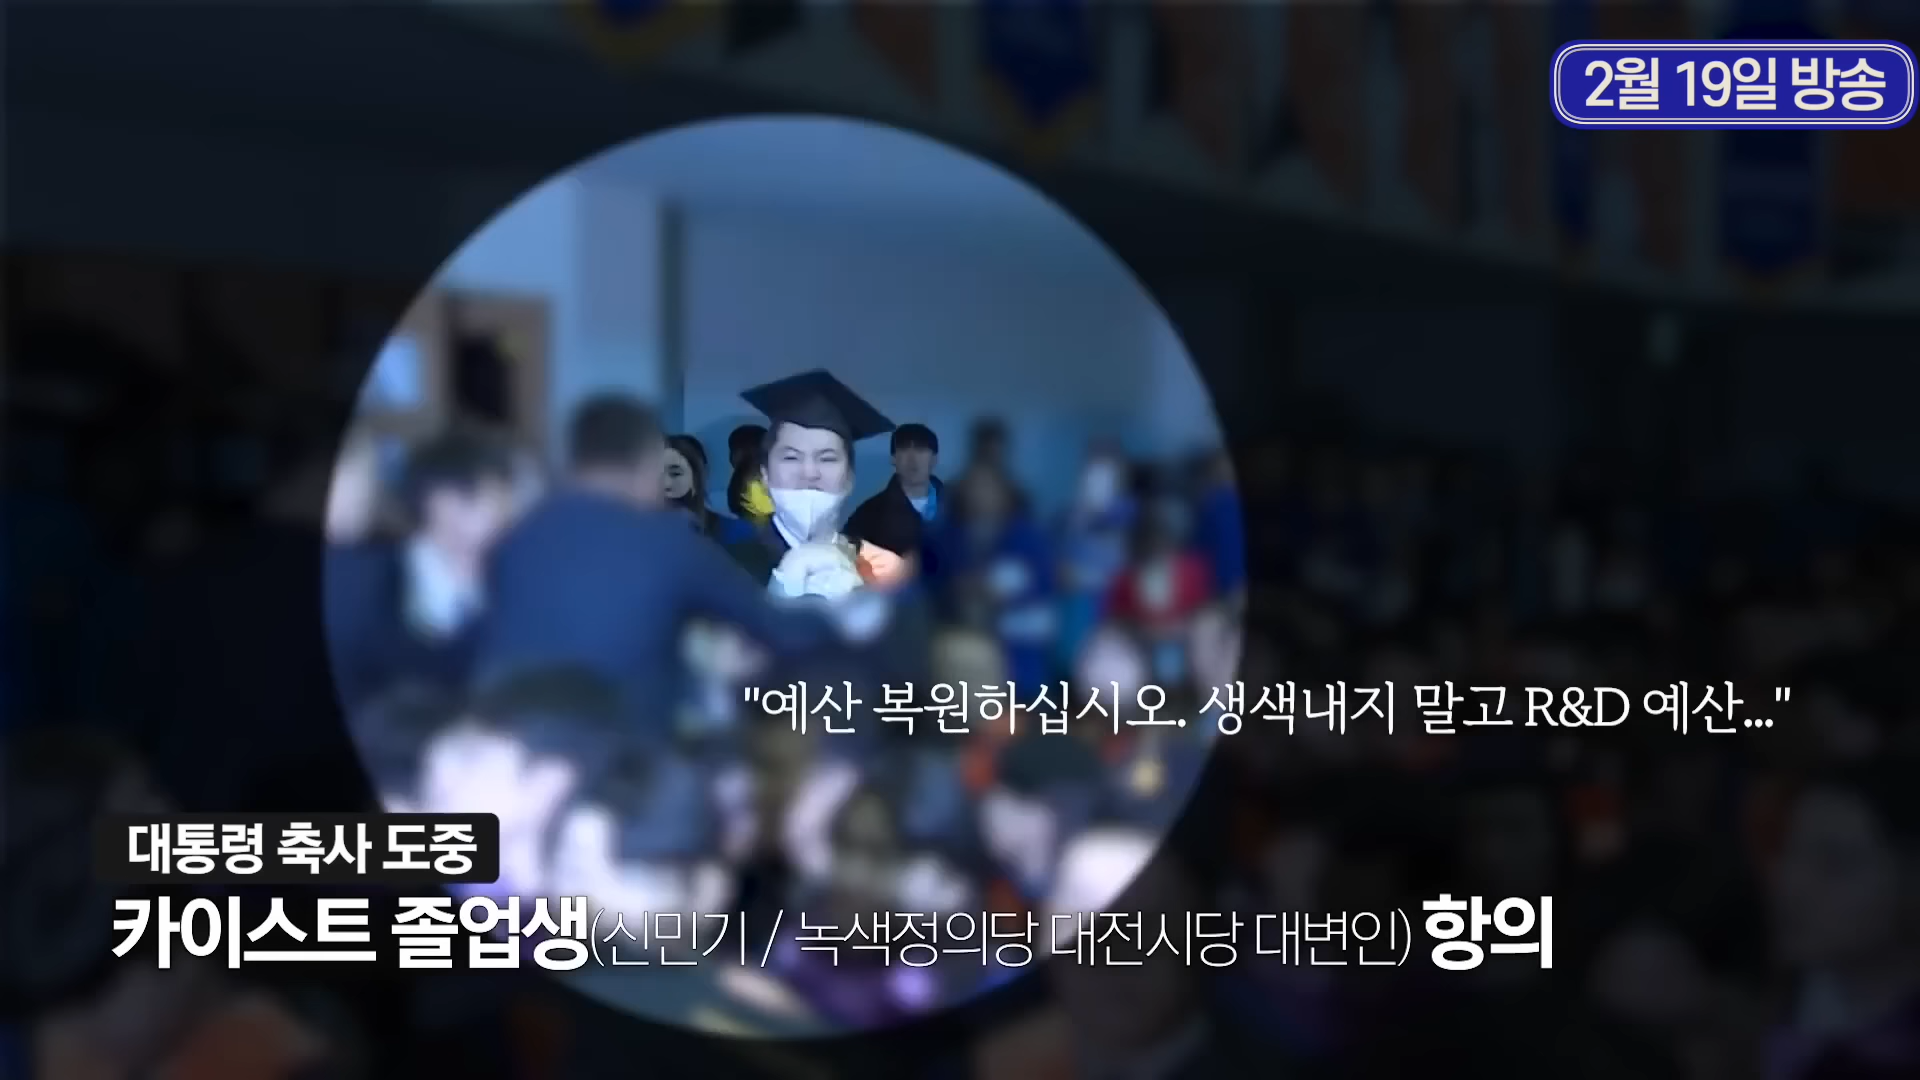 2월 19일 방송
"예산 복원하십시오. 생색내지 말고 R&D 예산..."
대통령 축사 도중
카이스트 졸업생(신민기 / 녹색정의당 대전시당 대변인) 항의